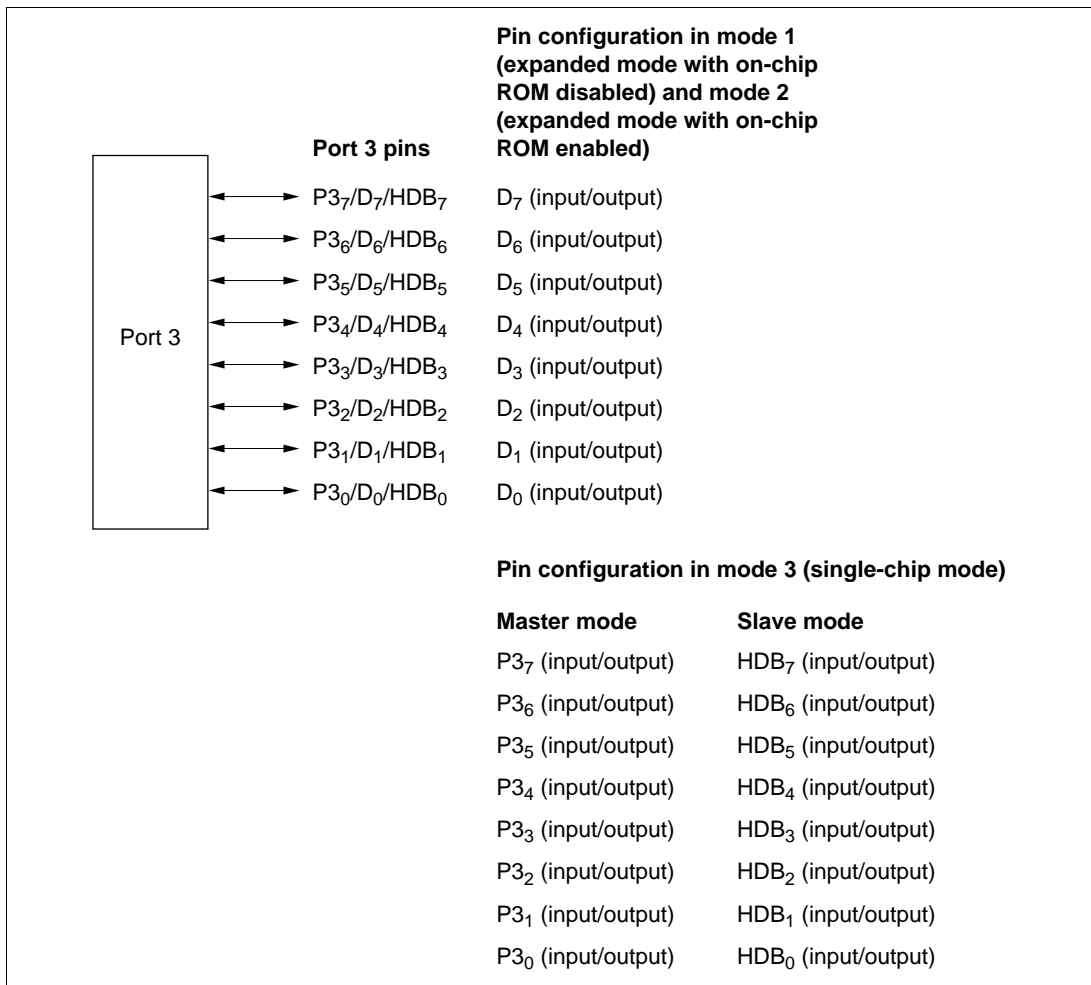 Pin configuration in mode 1
(expanded mode with on-chip
ROM disabled) and mode 2
(expanded mode with on-chip
ROM enabled)
Port 3 pins
Port 3
P3₇/D₇/HDB₇ D₇ (input/output)
P3₆/D₆/HDB₆ D₆ (input/output)
P3₅/D₅/HDB₅ D₅ (input/output)
P3₄/D₄/HDB₄ D₄ (input/output)
P3₃/D₃/HDB₃ D₃ (input/output)
P3₂/D₂/HDB₂ D₂ (input/output)
P3₁/D₁/HDB₁ D₁ (input/output)
P3₀/D₀/HDB₀ D₀ (input/output)
Pin configuration in mode 3 (single-chip mode)
Master mode Slave mode
P3₇ (input/output) HDB₇ (input/output)
P3₆ (input/output) HDB₆ (input/output)
P3₅ (input/output) HDB₅ (input/output)
P3₄ (input/output) HDB₄ (input/output)
P3₃ (input/output) HDB₃ (input/output)
P3₂ (input/output) HDB₂ (input/output)
P3₁ (input/output) HDB₁ (input/output)
P3₀ (input/output) HDB₀ (input/output)